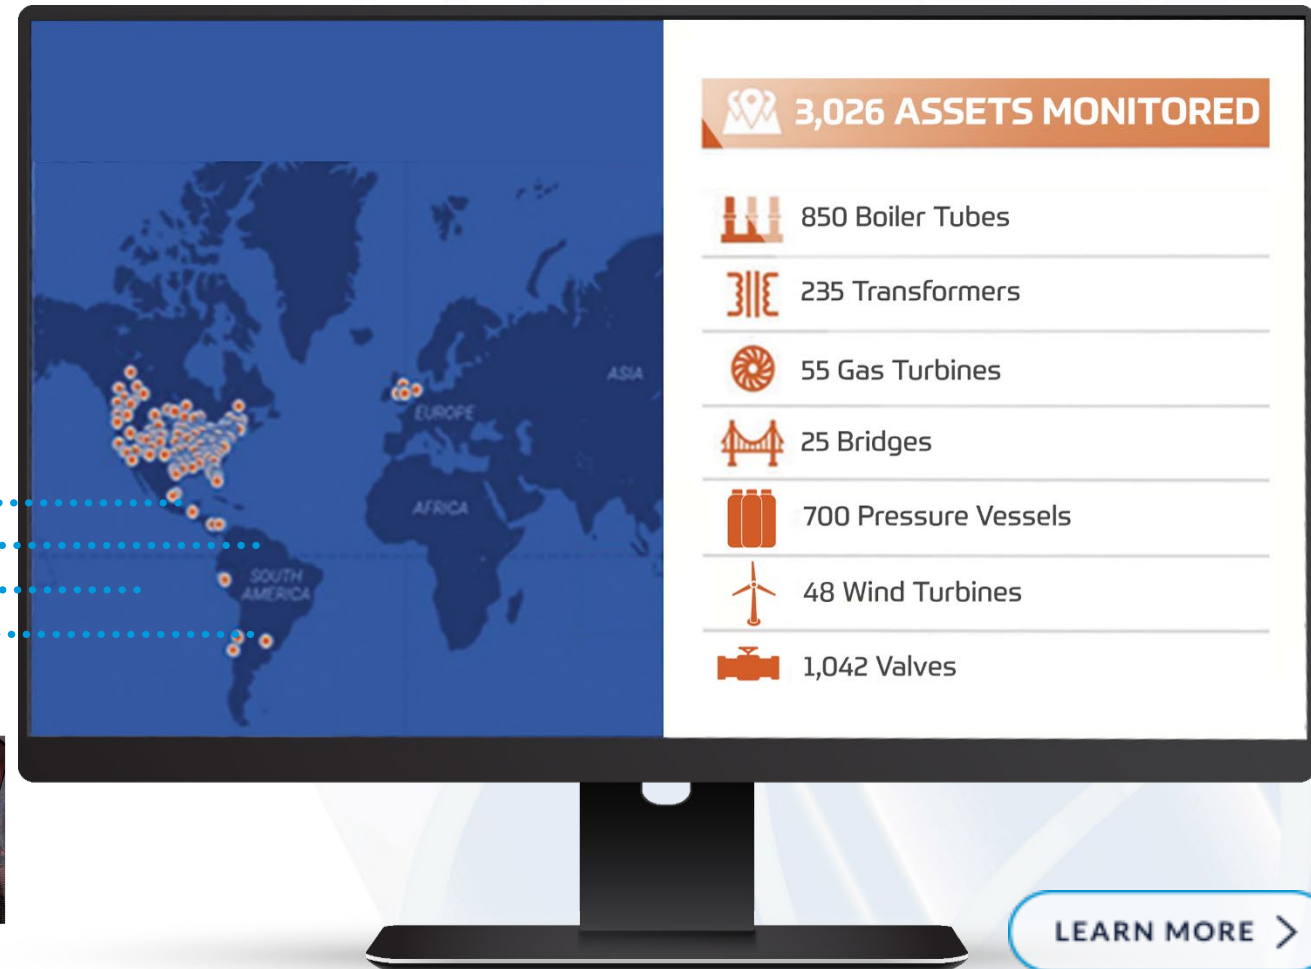 3,026 ASSETS MONITORED
850 Boiler Tubes
235 Transformers
55 Gas Turbines
25 Bridges
700 Pressure Vessels
48 Wind Turbines
1,042 Valves
ASIA
EUROPE
AFRICA
SOUTH
AMERICA
LEARN MORE